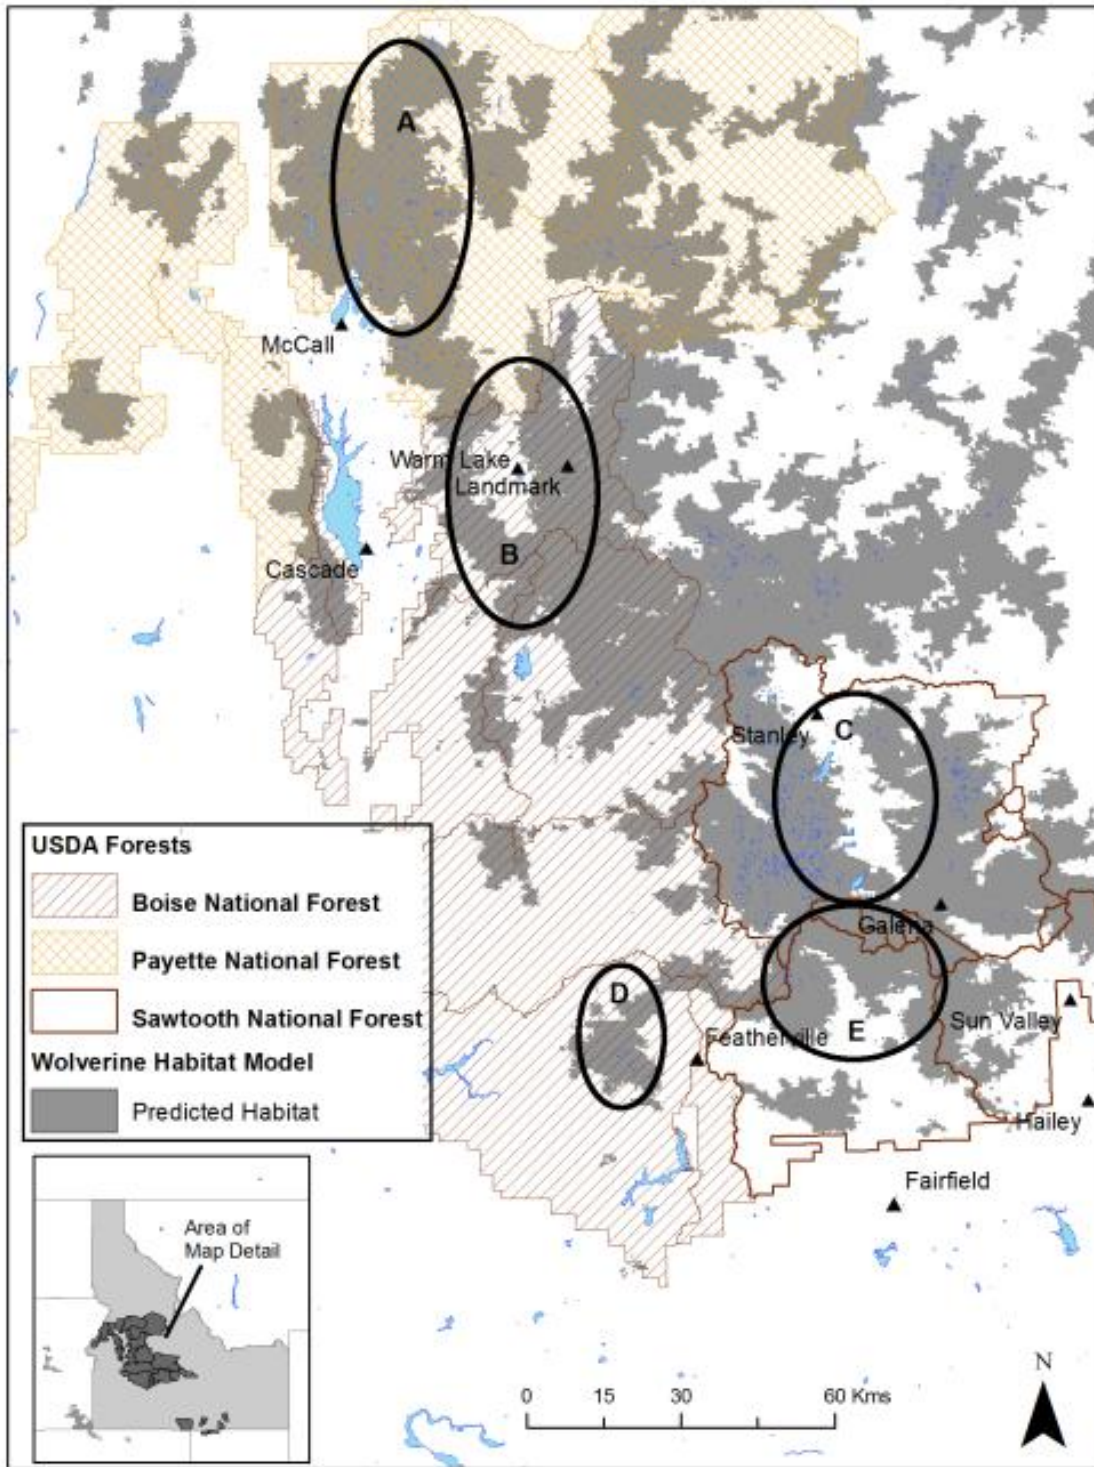 A
McCall
Warm Lake
Landmark
B
Cascade
Stanley
C
USDA Forests
Boise National Forest
Payette National Forest
Sawtooth National Forest
Wolverine Habitat Model
Predicted Habitat
Galena
D
E
Featherville
Sun Valley
Hailey
Fairfield
Area of
Map Detail
0 15 30 60 Kms
N